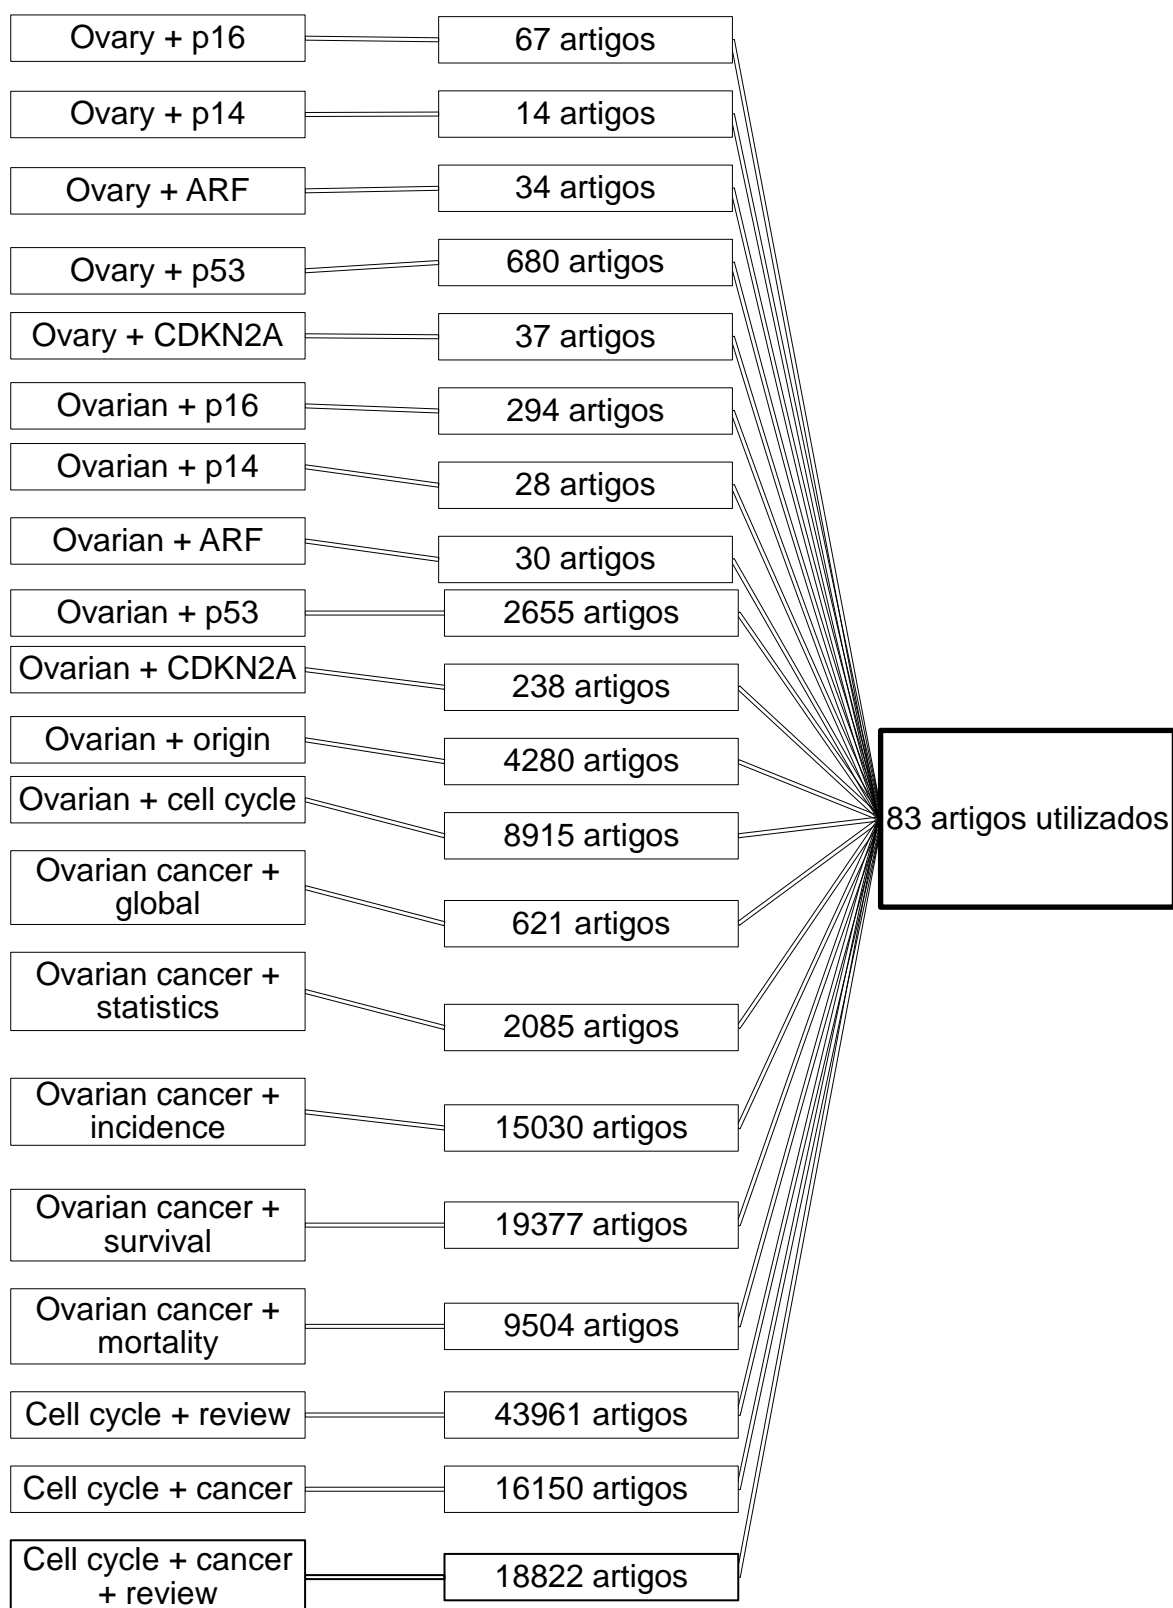 Ovary + p16
67 artigos
Ovary + p14
14 artigos
Ovary + ARF
34 artigos
Ovary + p53
680 artigos
Ovary + CDKN2A
37 artigos
Ovarian + p16
294 artigos
Ovarian + p14
28 artigos
Ovarian + ARF
30 artigos
Ovarian + p53
2655 artigos
Ovarian + CDKN2A
238 artigos
Ovarian + origin
4280 artigos
Ovarian + cell cycle
8915 artigos
Ovarian cancer +
global
621 artigos
Ovarian cancer +
statistics
2085 artigos
Ovarian cancer +
incidence
15030 artigos
Ovarian cancer +
survival
19377 artigos
Ovarian cancer +
mortality
9504 artigos
Cell cycle + review
43961 artigos
Cell cycle + cancer
16150 artigos
Cell cycle + cancer
+ review
18822 artigos
83 artigos utilizados